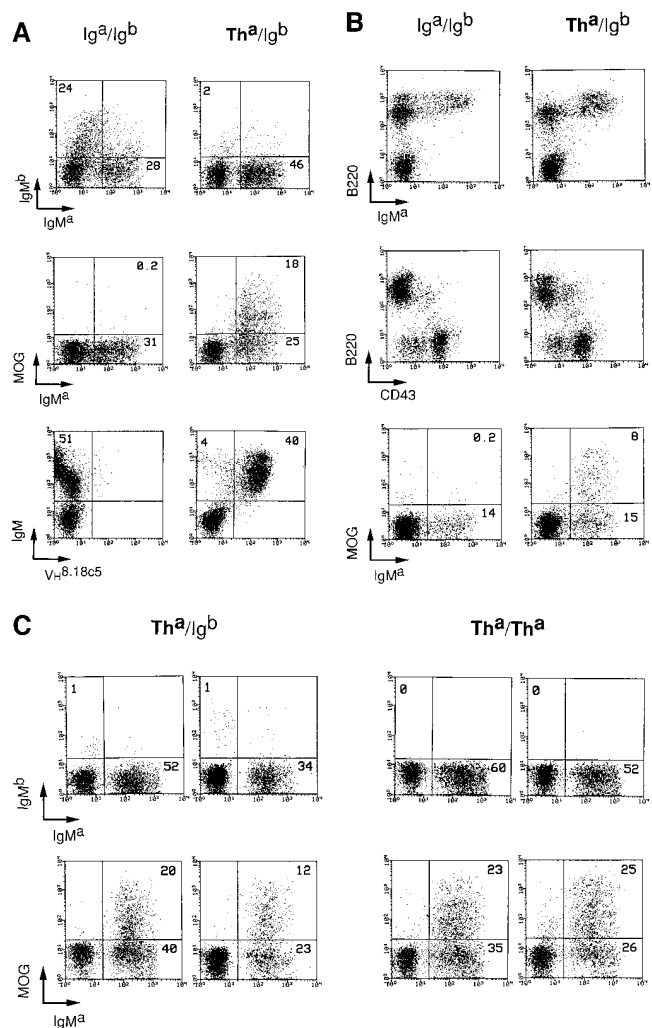 A
B
Ig^a/Ig^b
Th^a/Ig^b
Ig^a/Ig^b
Th^a/Ig^b
24
28
2
46
IgM^b
IgM^a
B220
IgM^a
0.2
31
18
25
MOG
IgM^a
B220
CD43
51
4
40
0.2
14
8
15
IgM
V_H8.18c5
MOG
IgM^a
C
Th^a/Ig^b
Th^a/Th^a
1
52
1
34
0
60
0
52
IgM^b
IgM^a
20
40
12
23
23
35
25
26
MOG
IgM^a